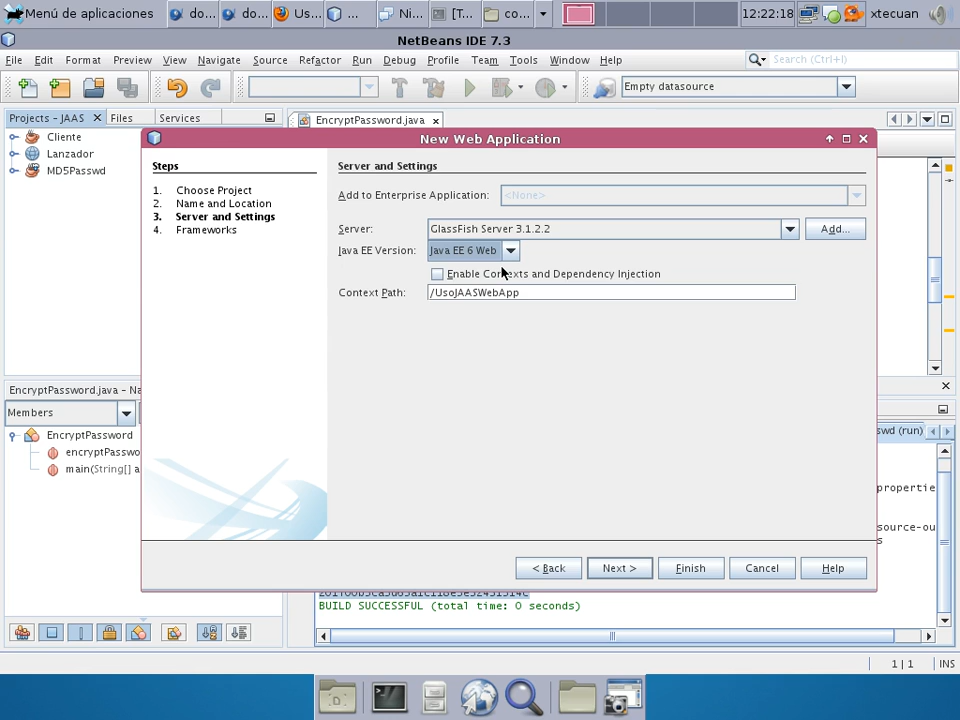 Menú de aplicaciones
do...
do...
Us...
...
Ni...
[T...
co...
12:22:18
xtecuan
NetBeans IDE 7.3
File Edit Format Preview View Navigate Source Refactor Run Debug Profile Team Tools Window Help
Search (Ctrl+I)
Empty datasource
Projects - JAAS
Files
Services
EncryptPassword.java
Cliente
Lanzador
MD5Passwd
New Web Application
Steps
1. Choose Project
2. Name and Location
3. Server and Settings
4. Frameworks
Server and Settings
Add to Enterprise Application: <None>
Server: GlassFish Server 3.1.2.2 Add...
Java EE Version: Java EE 6 Web
Enable Contexts and Dependency Injection
Context Path: /UsoJAASWebApp
< Back Next > Finish Cancel Help
EncryptPassword.java - Na
Members
EncryptPassword
encryptPasswo
main(String[] a
swd (run)
propertie
source-ou
s
BUILD SUCCESSFUL (total time: 0 seconds)
1|1 INS